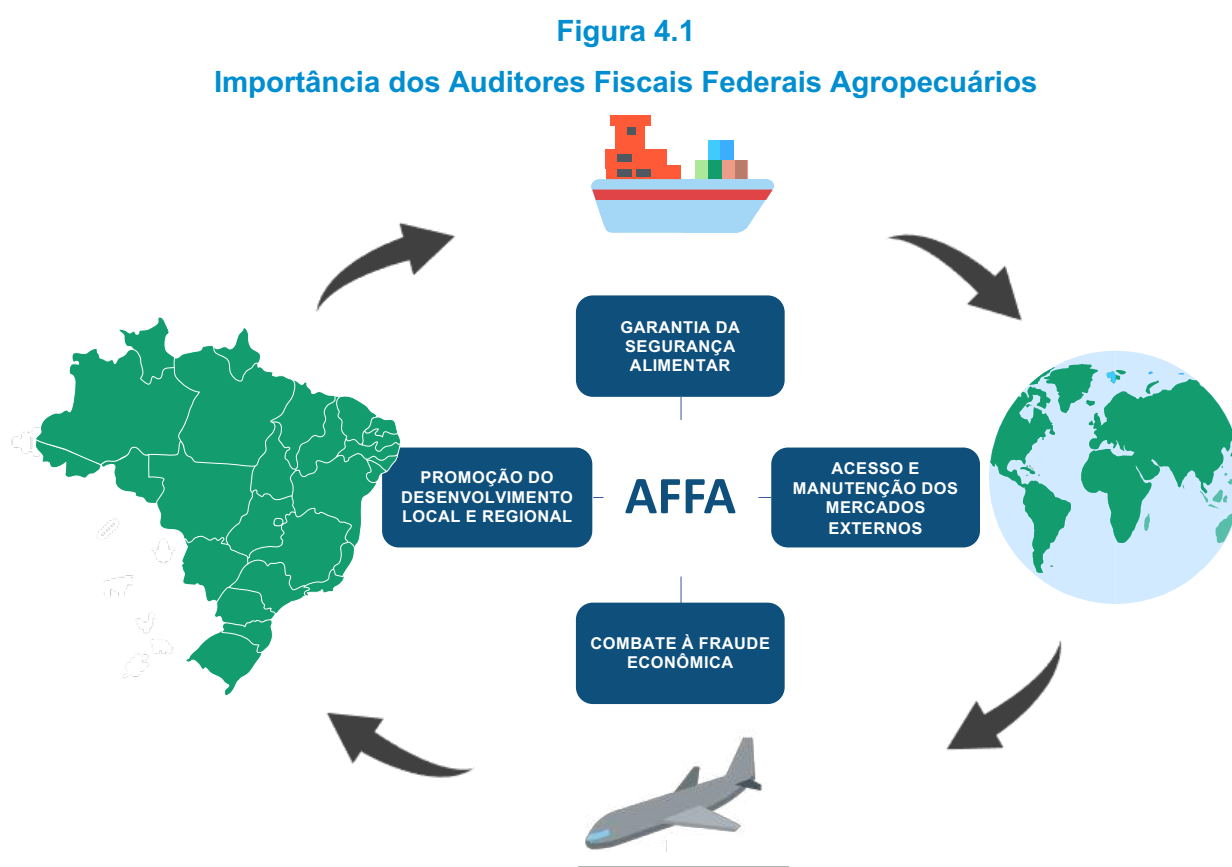 Figura 4.1
Importância dos Auditores Fiscais Federais Agropecuários
GARANTIA DA
SEGURANÇA
ALIMENTAR
PROMOÇÃO DO
DESENVOLVIMENTO
LOCAL E REGIONAL
AFFA
ACESSO E
MANUTENÇÃO DOS
MERCADOS
EXTERNOS
COMBATE À FRAUDE
ECONÔMICA